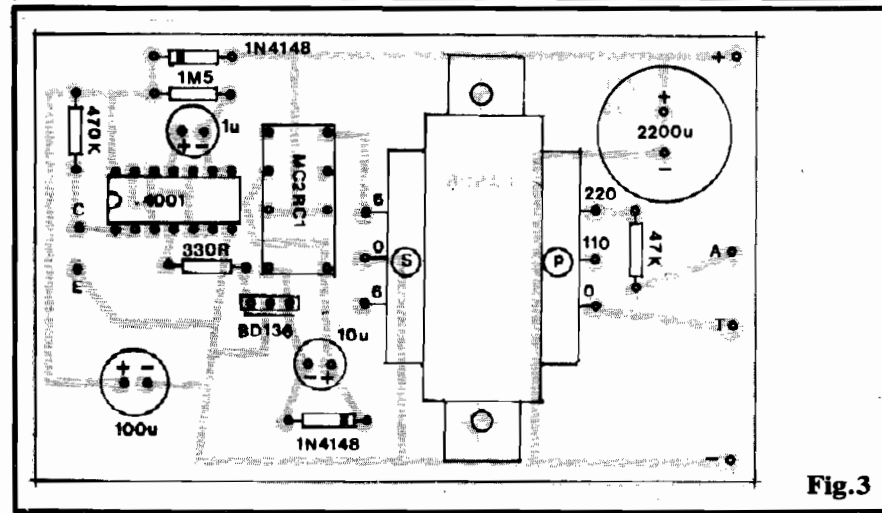 1N4148
+
1M5
470K
1u
+ -
+
2200u
-
MC2RC1
4001
6
220
C
330R
0
S
110
P
47K
A
E
6
0
BD136
10u
T
+ -
- +
100u
1N4148
-
Fig.3